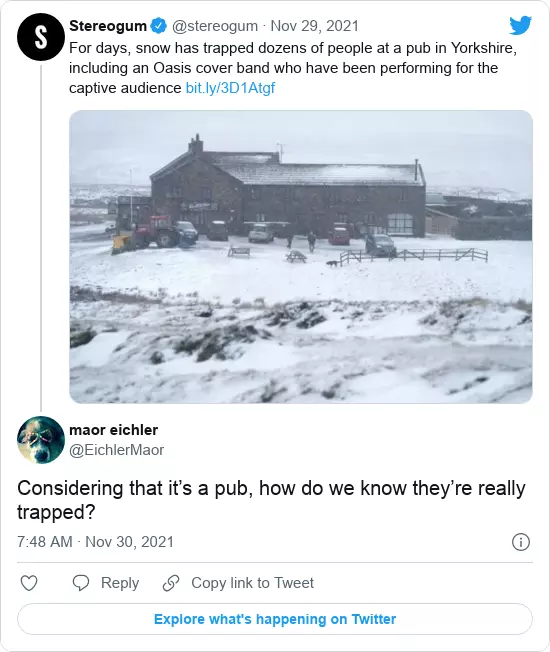 Stereogum @stereogum · Nov 29, 2021
For days, snow has trapped dozens of people at a pub in Yorkshire,
including an Oasis cover band who have been performing for the
captive audience bit.ly/3D1Atgf
S
maor eichler
@EichlerMaor
Considering that it’s a pub, how do we know they’re really
trapped?
7:48 AM · Nov 30, 2021
Reply
Copy link to Tweet
Explore what's happening on Twitter